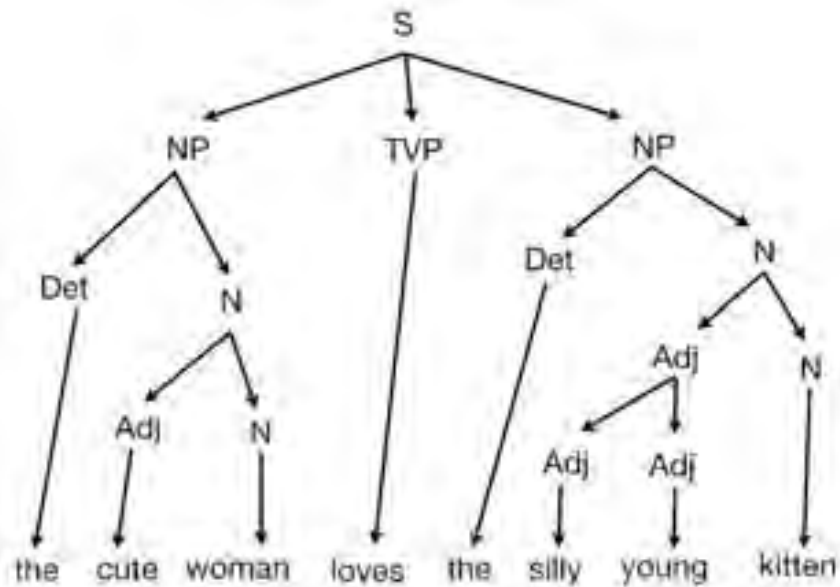 S
NP TVP NP
Det N Det N
Adj N Adj N
Adj Adj
the cute woman loves the silly young kitten